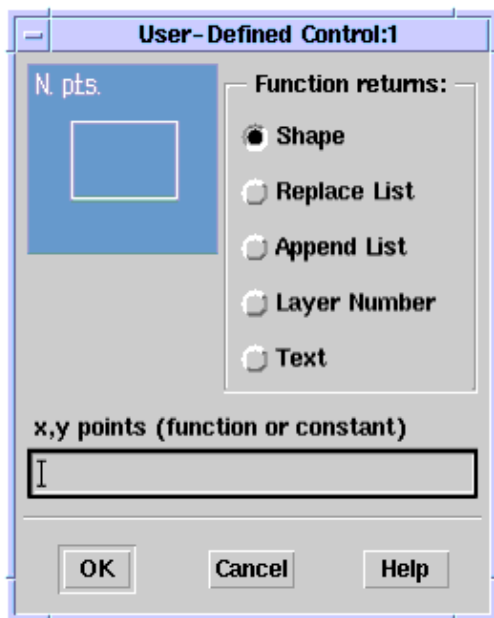 User-Defined Control:1
N. pts.
Function returns:
Shape
Replace List
Append List
Layer Number
Text
x,y points (function or constant)
OK Cancel Help